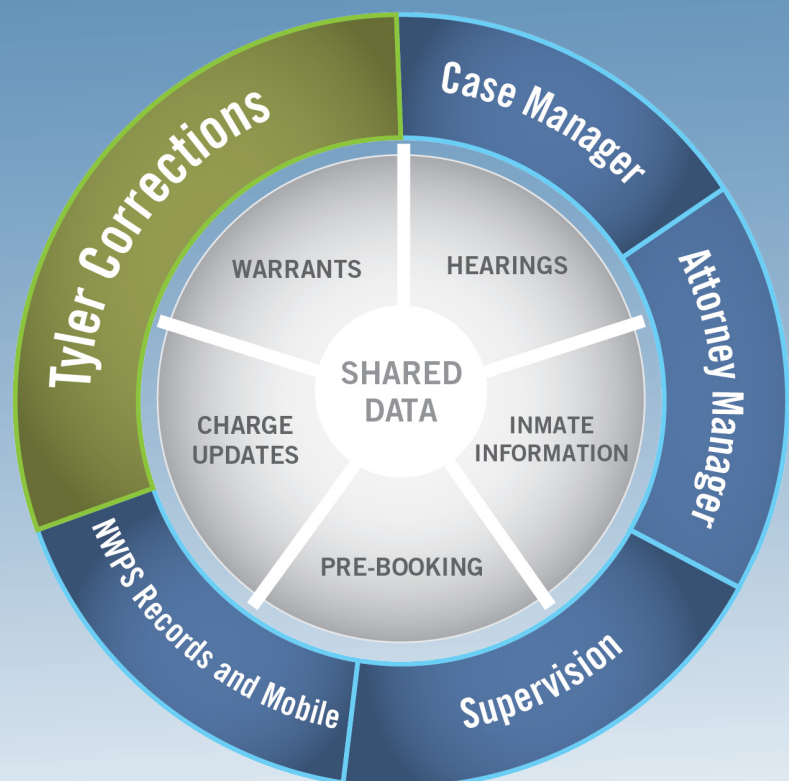 Tyler Corrections
Case Manager
Attorney Manager
Supervision
NWPS Records and Mobile
WARRANTS
HEARINGS
SHARED
DATA
CHARGE
UPDATES
INMATE
INFORMATION
PRE-BOOKING